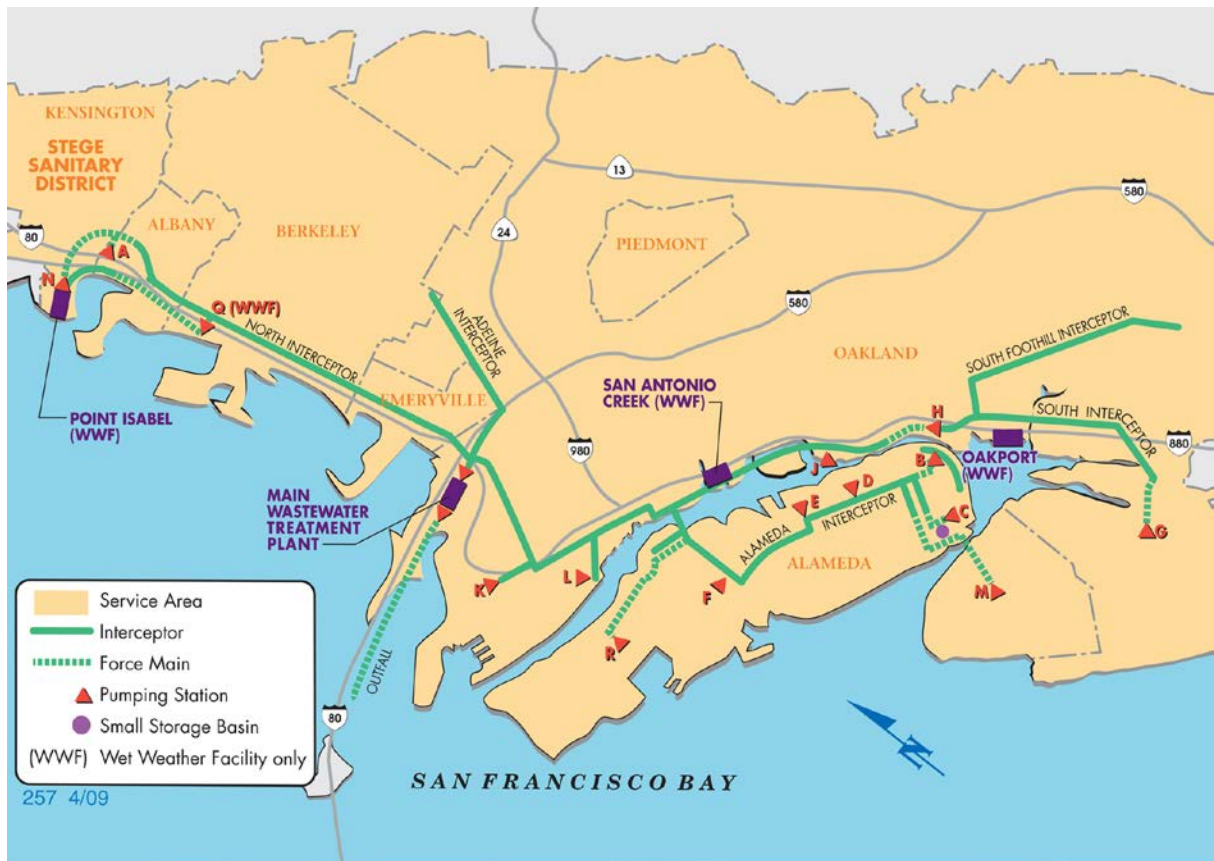 KENSINGTON
STEGE
SANITARY
DISTRICT
ALBANY
BERKELEY
PIEDMONT
13
24
580
580
80
N
A
Q (WWF)
NORTH INTERCEPTOR
ADELINE
INTERCEPTOR
EMERYVILLE
OAKLAND
SOUTH FOOTHILL INTERCEPTOR
POINT ISABEL
(WWF)
SAN ANTONIO
CREEK (WWF)
H
SOUTH INTERCEPTOR
980
880
OAKPORT
(WWF)
J
B
MAIN
WASTEWATER
TREATMENT
PLANT
D
E
C
G
ALAMEDA
INTERCEPTOR
ALAMEDA
K
L
F
M
R
OUTFALL
80
Service Area
Interceptor
Force Main
Pumping Station
Small Storage Basin
(WWF) Wet Weather Facility only
N
SAN FRANCISCO BAY
257 4/09